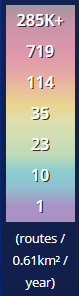 285K+
719
114
35
23
10
1
(routes /
0.61km² /
year)